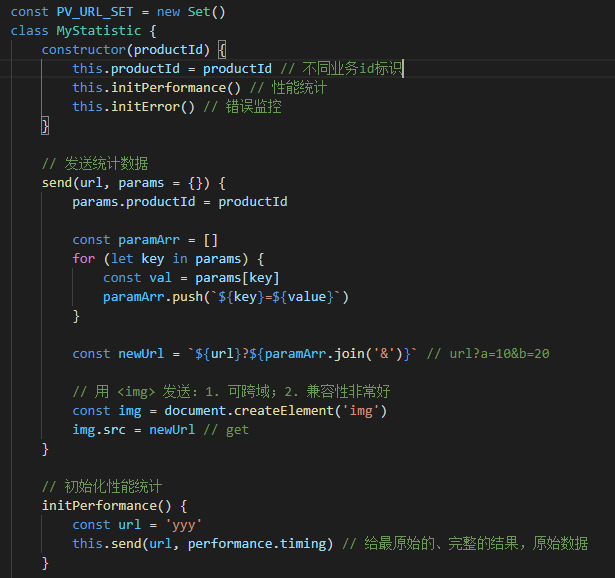 const PV_URL_SET = new Set()
class MyStatistic {
constructor(productId) {
this.productId = productId // 不同业务id标识
this.initPerformance() // 性能统计
this.initError() // 错误监控
}
// 发送统计数据
send(url, params = {}) {
params.productId = productId
const paramArr = []
for (let key in params) {
const val = params[key]
paramArr.push(`${key}=${value}`)
}
const newUrl = `${url}?${paramArr.join('&')}` // url?a=10&b=20
// 用 <img> 发送：1. 可跨域；2. 兼容性非常好
const img = document.createElement('img')
img.src = newUrl // get
}
// 初始化性能统计
initPerformance() {
const url = 'yyy'
this.send(url, performance.timing) // 给最原始的、完整的结果，原始数据
}